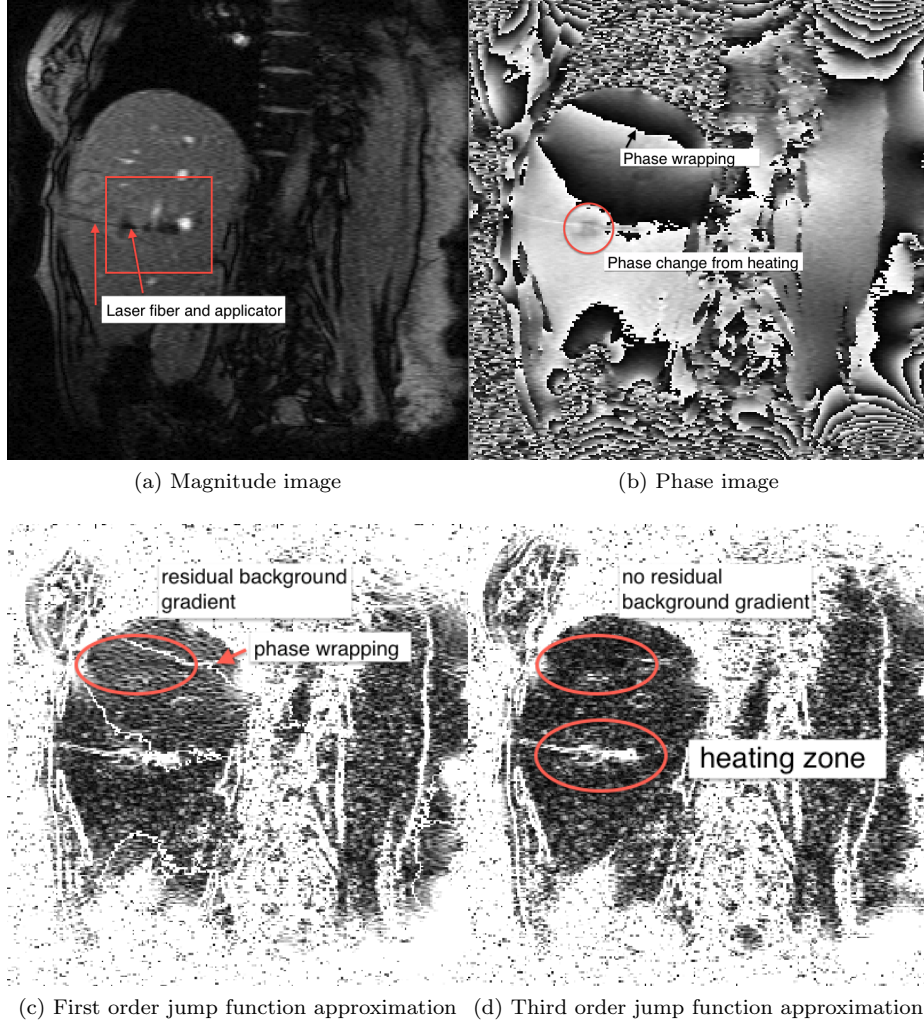 Laser fiber and applicator
Phase wrapping
Phase change from heating
(a) Magnitude image
(b) Phase image
residual background
gradient
phase wrapping
no residual
background gradient
heating zone
(c) First order jump function approximation
(d) Third order jump function approximation